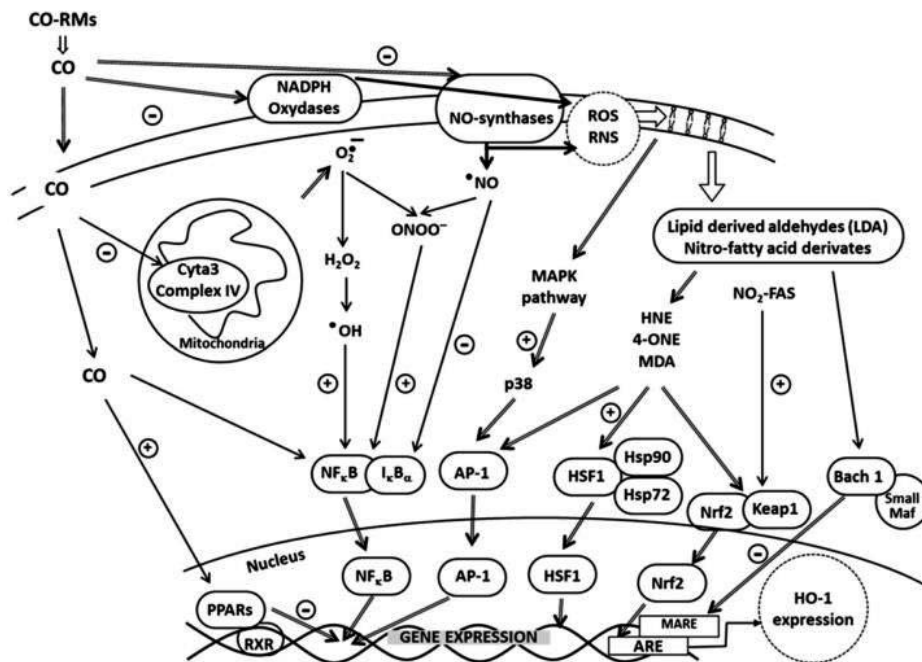 CO-RMs
CO
-
-
NADPH
Oxydases
NO-synthases
ROS
RNS
CO
O₂•−
•NO
ONOO−
Lipid derived aldehydes (LDA)
Nitro-fatty acid derivates
-
Cyta3
Complex IV
Mitochondria
H₂O₂
•OH
MAPK
pathway
HNE
4-ONE
MDA
NO₂-FAS
-
+
+
+
+
+
CO
p38
+
NFκB
IκBα
AP-1
HSF1
Hsp90
Hsp72
Nrf2
Keap1
Bach 1
Small
Maf
Nucleus
NFκB
AP-1
HSF1
Nrf2
-
PPARs
RXR
-
GENE EXPRESSION
MARE
ARE
HO-1
expression